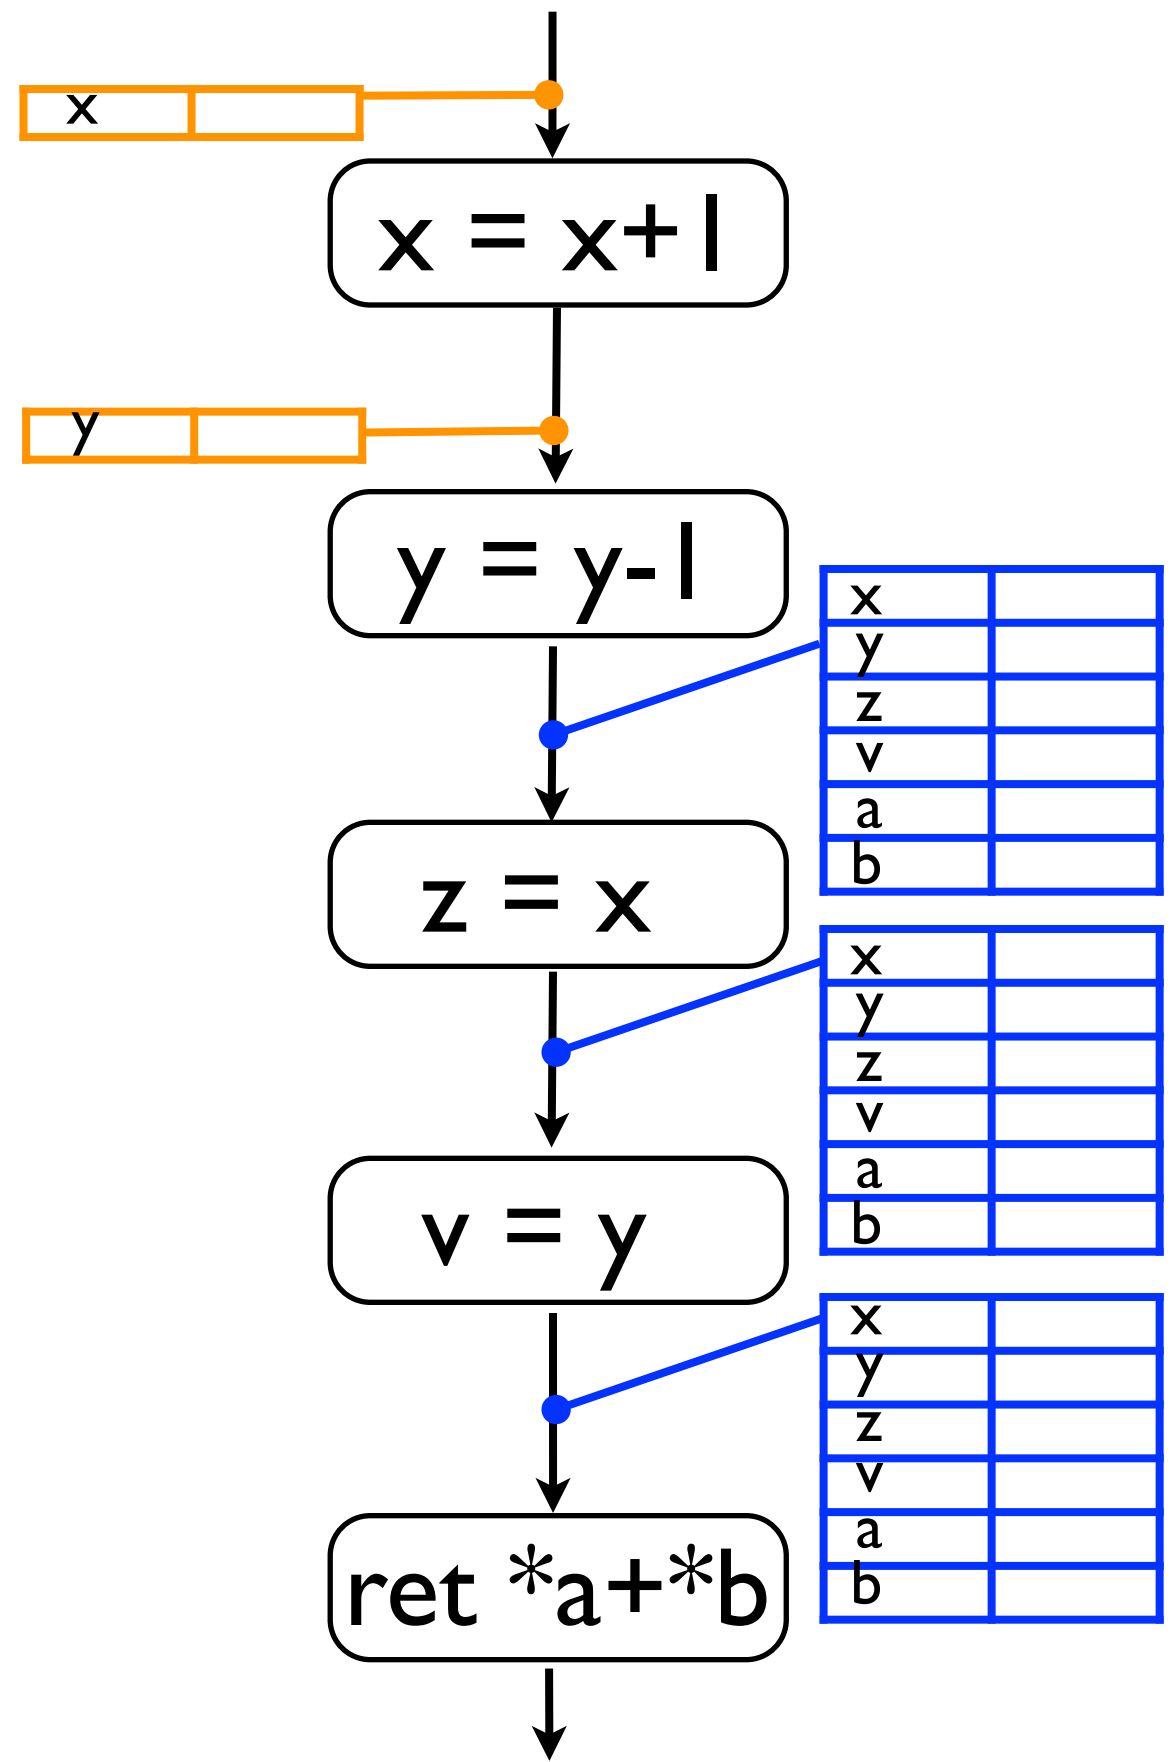 x
x = x+1
y
y = y-1
x
y
z
v
a
b
z = x
x
y
z
v
a
b
v = y
x
y
z
v
a
b
ret *a+*b